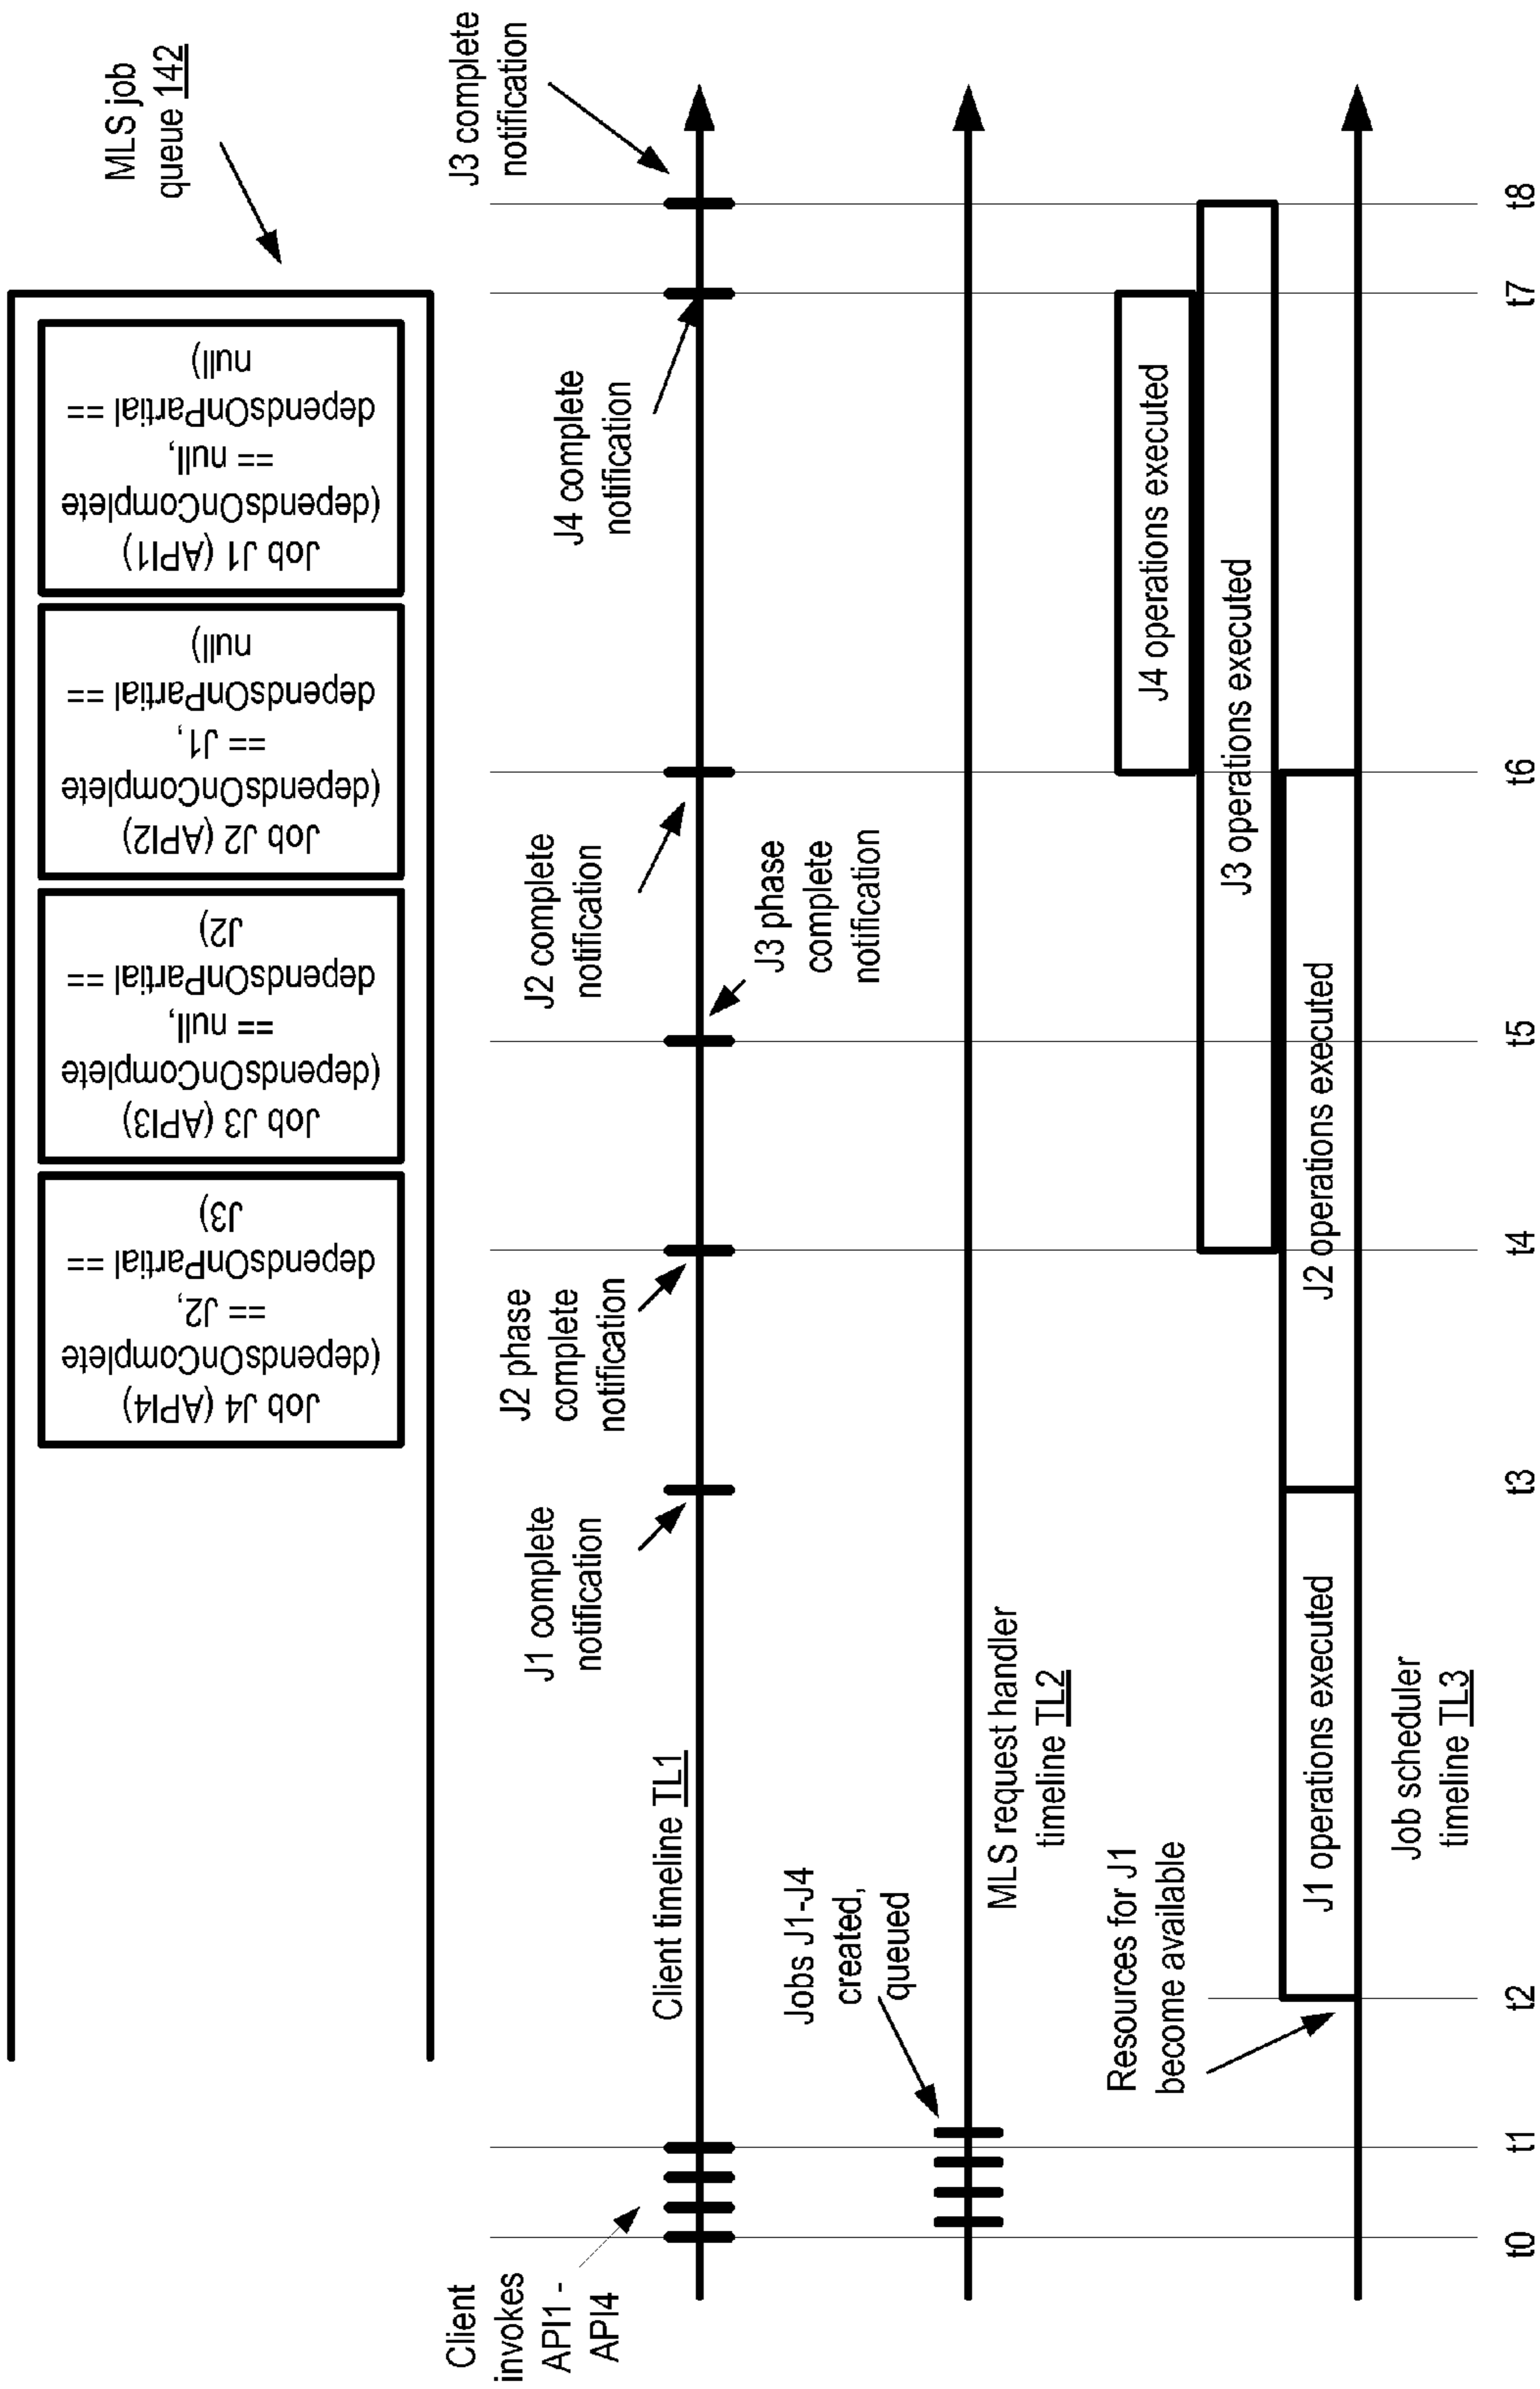 MLS job
queue 142
Job J4 (API4)
(dependsOnComplete
== J2,
dependsOnPartial ==
J3)
Job J3 (API3)
(dependsOnComplete
== null,
dependsOnPartial ==
J2)
Job J2 (API2)
(dependsOnComplete
== J1,
dependsOnPartial ==
null)
Job J1 (API1)
(dependsOnComplete
== null,
dependsOnPartial ==
null)
Client
invokes
API1 -
API4
Client timeline TL1
J1 complete
notification
J2 phase
complete
notification
J2 complete
notification
J3 phase
complete
notification
J4 complete
notification
J3 complete
notification
Jobs J1-J4
created,
queued
MLS request handler
timeline TL2
Resources for J1
become available
J4 operations executed
J3 operations executed
J1 operations executed
J2 operations executed
Job scheduler
timeline TL3
t0
t1
t2
t3
t4
t5
t6
t7
t8